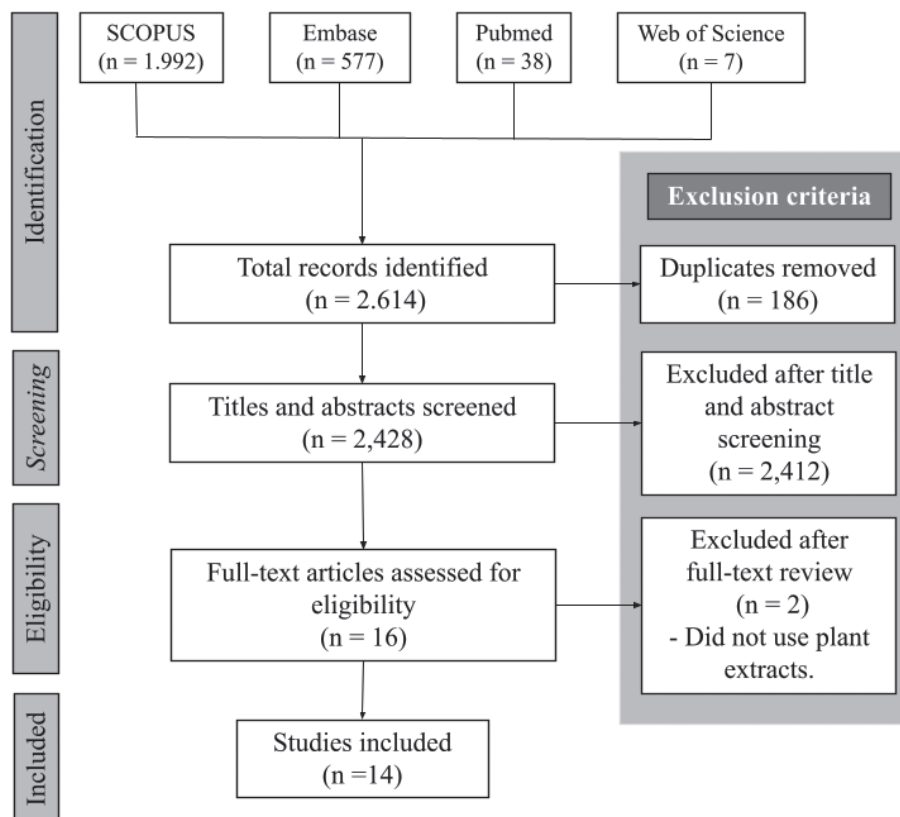 SCOPUS
(n = 1.992)
Embase
(n = 577)
Pubmed
(n = 38)
Web of Science
(n = 7)
Identification
Exclusion criteria
Total records identified
(n = 2.614)
Duplicates removed
(n = 186)
Screening
Titles and abstracts screened
(n = 2,428)
Excluded after title
and abstract
screening
(n = 2,412)
Eligibility
Full-text articles assessed for
eligibility
(n = 16)
Excluded after
full-text review
(n = 2)
- Did not use plant
extracts.
Included
Studies included
(n =14)